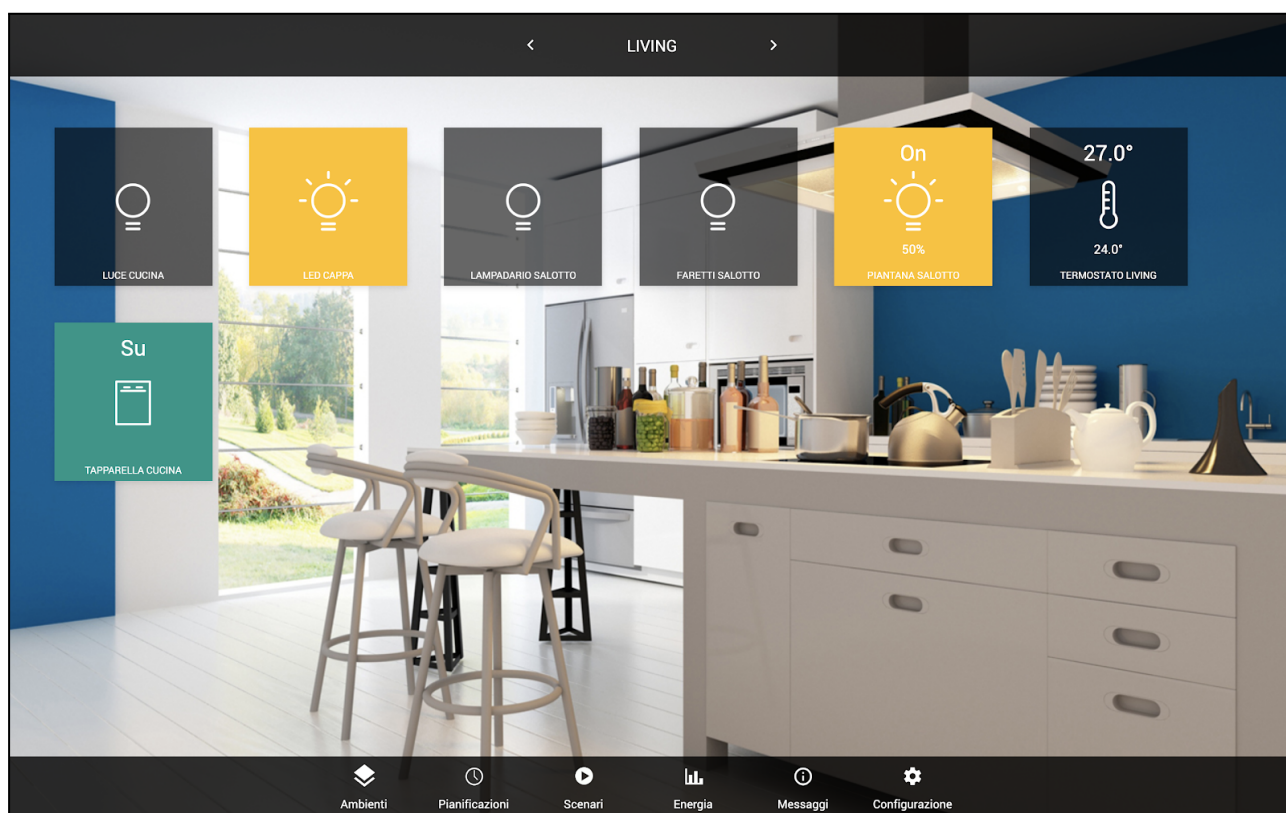 LIVING
LUCE CUCINA
LED CAPPA
LAMPADARIO SALOTTO
FARETTI SALOTTO
On
50%
PIANTANA SALOTTO
27.0°
24.0°
TERMOSTATO LIVING
Su
TAPPARELLA CUCINA
Ambienti
Pianificazioni
Scenari
Energia
Messaggi
Configurazione